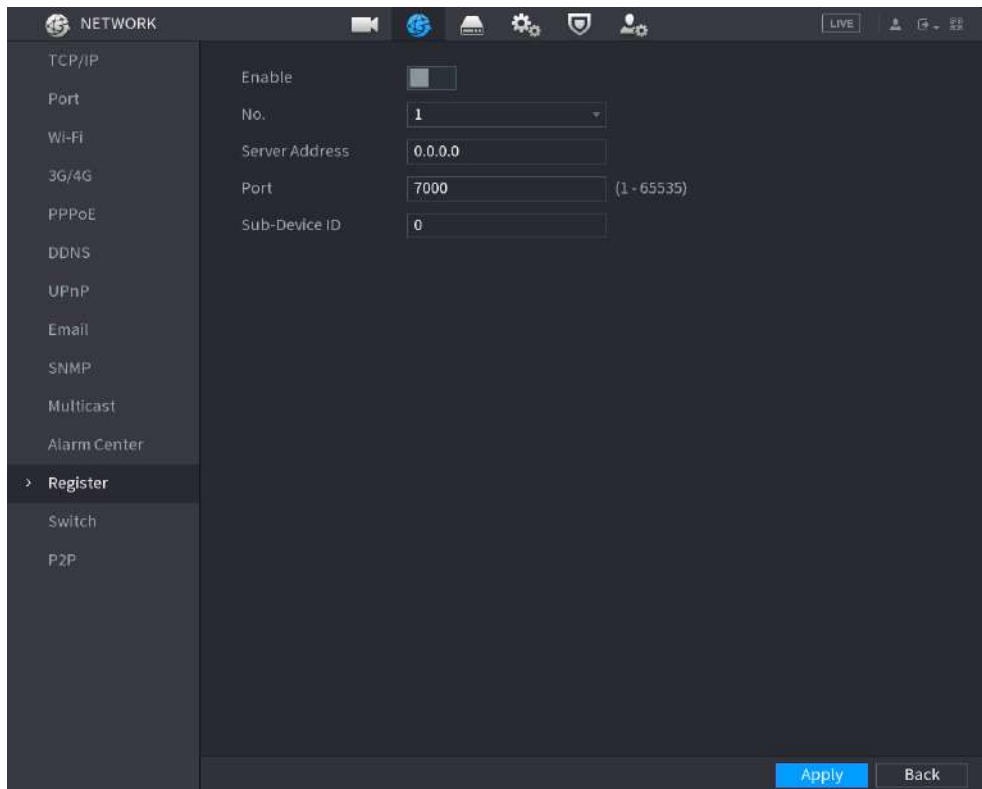 NETWORK
LIVE
TCP/IP
Port
Wi-Fi
3G/4G
PPPoE
DDNS
UPnP
Email
SNMP
Multicast
Alarm Center
> Register
Switch
P2P
Enable
No. 1
Server Address 0.0.0.0
Port 7000 (1 - 65535)
Sub-Device ID 0
Apply Back